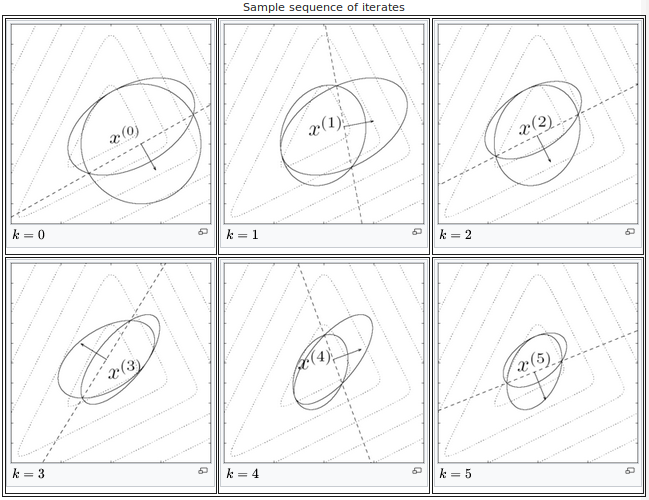 Sample sequence of iterates
x^{(0)}
x^{(1)}
x^{(2)}
k = 0
k = 1
k = 2
x^{(3)}
x^{(4)}
x^{(5)}
k = 3
k = 4
k = 5